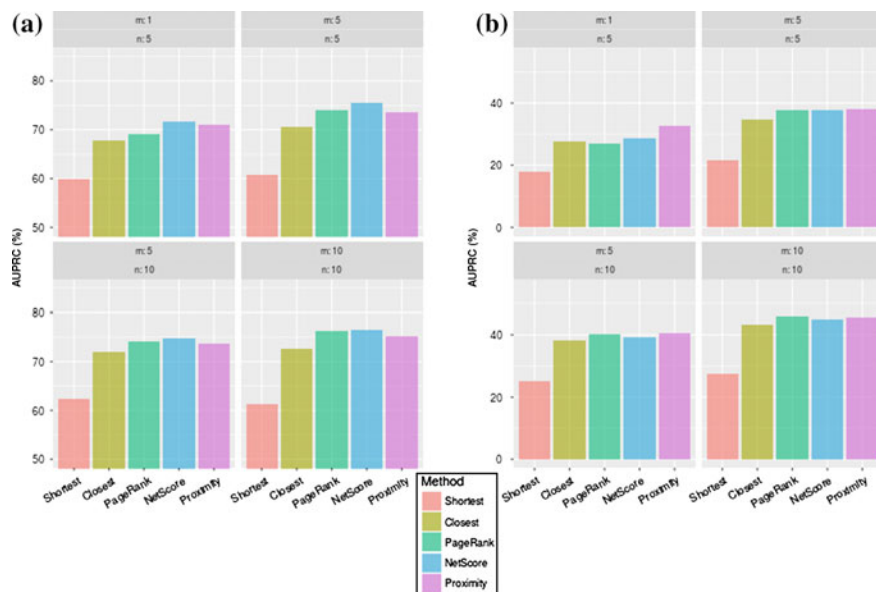 (a)
m: 1
n: 5
m: 5
n: 5
80
70
60
50
m: 5
n: 10
m: 10
n: 10
80
70
60
50
AUPRC (%)
Shortest
Closest
PageRank
NetScore
Proximity
Shortest
Closest
PageRank
NetScore
Proximity
(b)
m: 1
n: 5
m: 5
n: 5
40
20
0
m: 5
n: 10
m: 10
n: 10
40
20
0
AUPRC (%)
Shortest
Closest
PageRank
NetScore
Proximity
Shortest
Closest
PageRank
NetScore
Proximity
Method
Shortest
Closest
PageRank
NetScore
Proximity